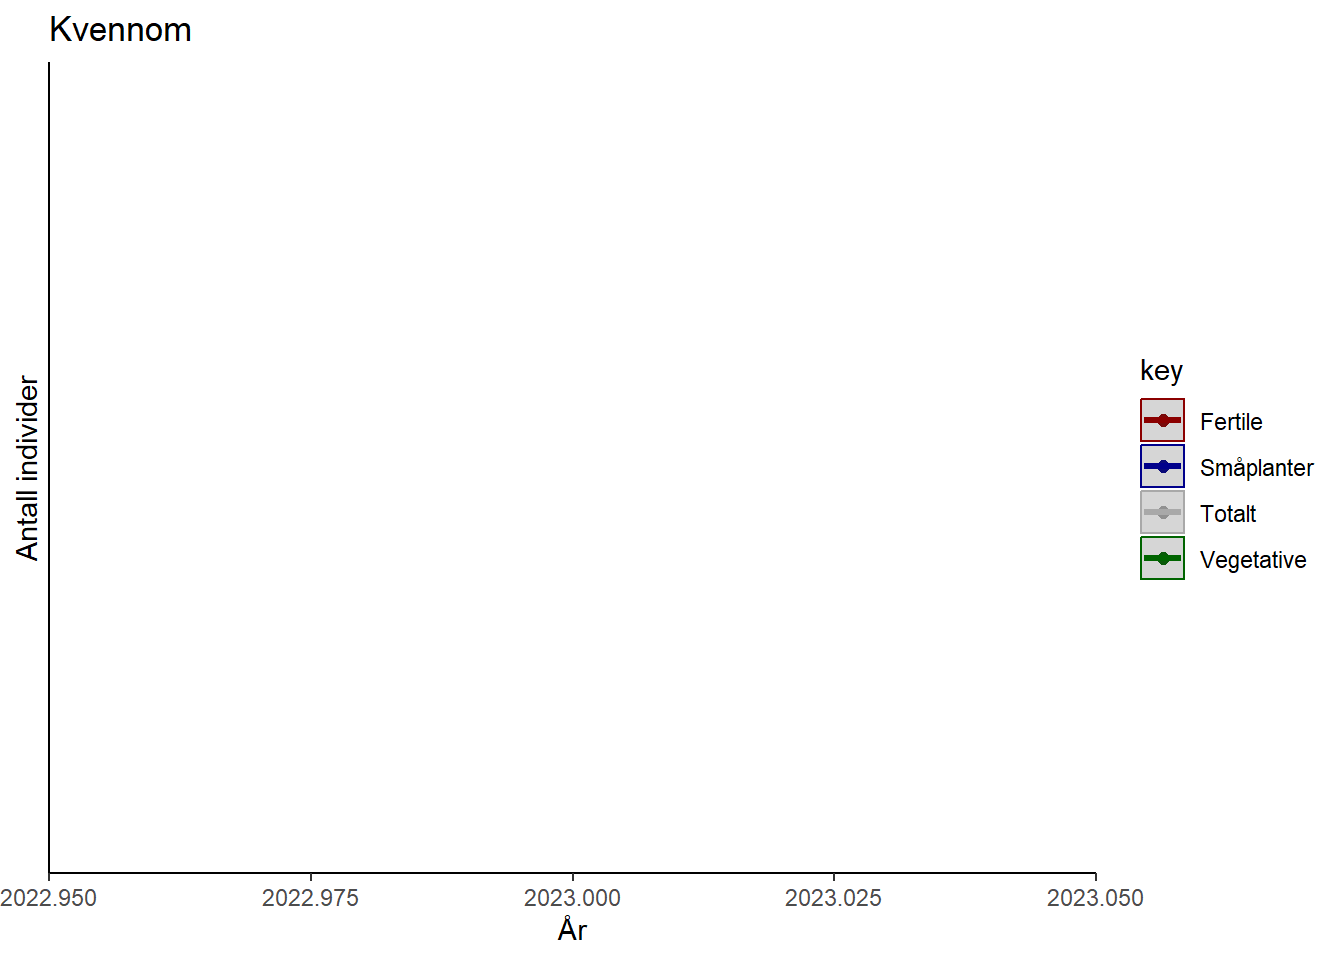 Kvennom
Antall individer
2022.950 2022.975 2023.000 2023.025 2023.050
År
key
Fertile
Småplanter
Totalt
Vegetative